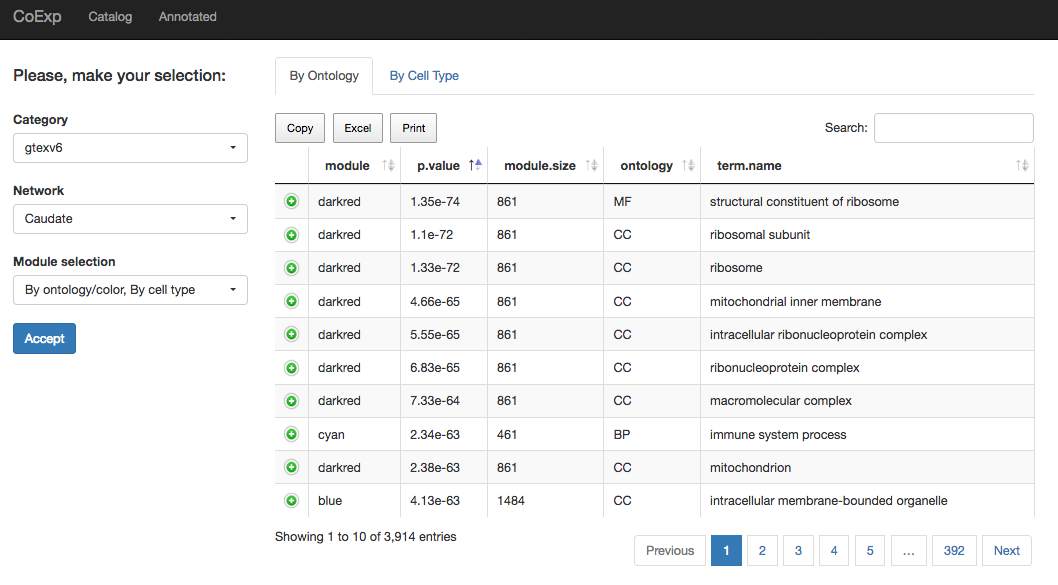 CoExp Catalog Annotated
Please, make your selection:
Category
gtexv6
Network
Caudate
Module selection
By ontology/color, By cell type
Accept
By Ontology By Cell Type
Copy Excel Print Search:
module p.value module.size ontology term.name
darkred 1.35e-74 861 MF structural constituent of ribosome
darkred 1.1e-72 861 CC ribosomal subunit
darkred 1.33e-72 861 CC ribosome
darkred 4.66e-65 861 CC mitochondrial inner membrane
darkred 5.55e-65 861 CC intracellular ribonucleoprotein complex
darkred 6.83e-65 861 CC ribonucleoprotein complex
darkred 7.33e-64 861 CC macromolecular complex
cyan 2.34e-63 461 BP immune system process
darkred 2.38e-63 861 CC mitochondrion
blue 4.13e-63 1484 CC intracellular membrane-bounded organelle
Showing 1 to 10 of 3,914 entries
Previous 1 2 3 4 5 ... 392 Next